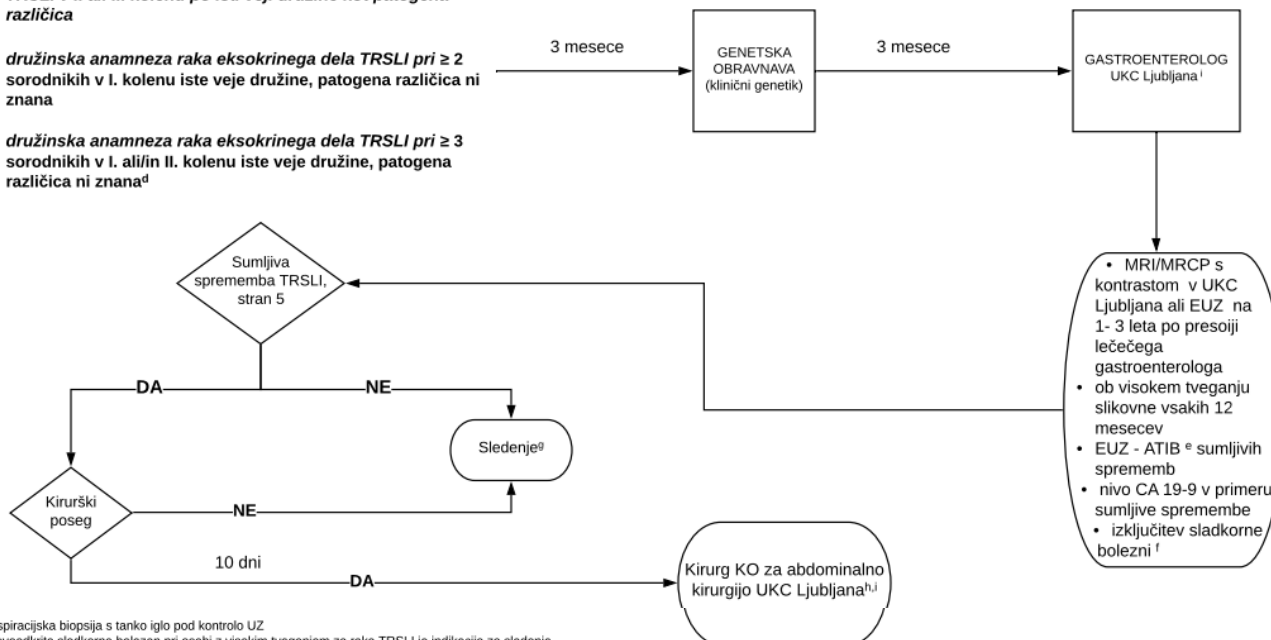 različica
družinska anamneza raka eksokrinega dela TRSLI pri ≥ 2
sorodnikih v I. kolenu iste veje družine, patogena različica ni
znana
družinska anamneza raka eksokrinega dela TRSLI pri ≥ 3
sorodnikih v I. ali/in II. kolenu iste veje družine, patogena
različica ni znanaᵈ
3 mesece
GENETSKA
OBRAVNAVA
(klinični genetik)
3 mesece
GASTROENTEROLOG
UKC Ljubljana ⁱ
• MRI/MRCP s
kontrastom v UKC
Ljubljana ali EUZ na
1- 3 leta po presoiji
lečečega
gastroenterologa
• ob visokem tveganju
slikovne vsakih 12
mesecev
• EUZ - ATIB ᵉ sumljivih
sprememb
• nivo CA 19-9 v primeru
sumljive spremembe
• izključitev sladkorne
bolezni ᶠ
Sumljiva
sprememba TRSLI,
stran 5
DA
NE
Sledenjeᵍ
Kirurški
poseg
NE
10 dni
DA
Kirurg KO za abdominalno
kirurgijo UKC Ljubljanaʰ,ⁱ
spiracijska biopsija s tanko iglo pod kontrolo UZ